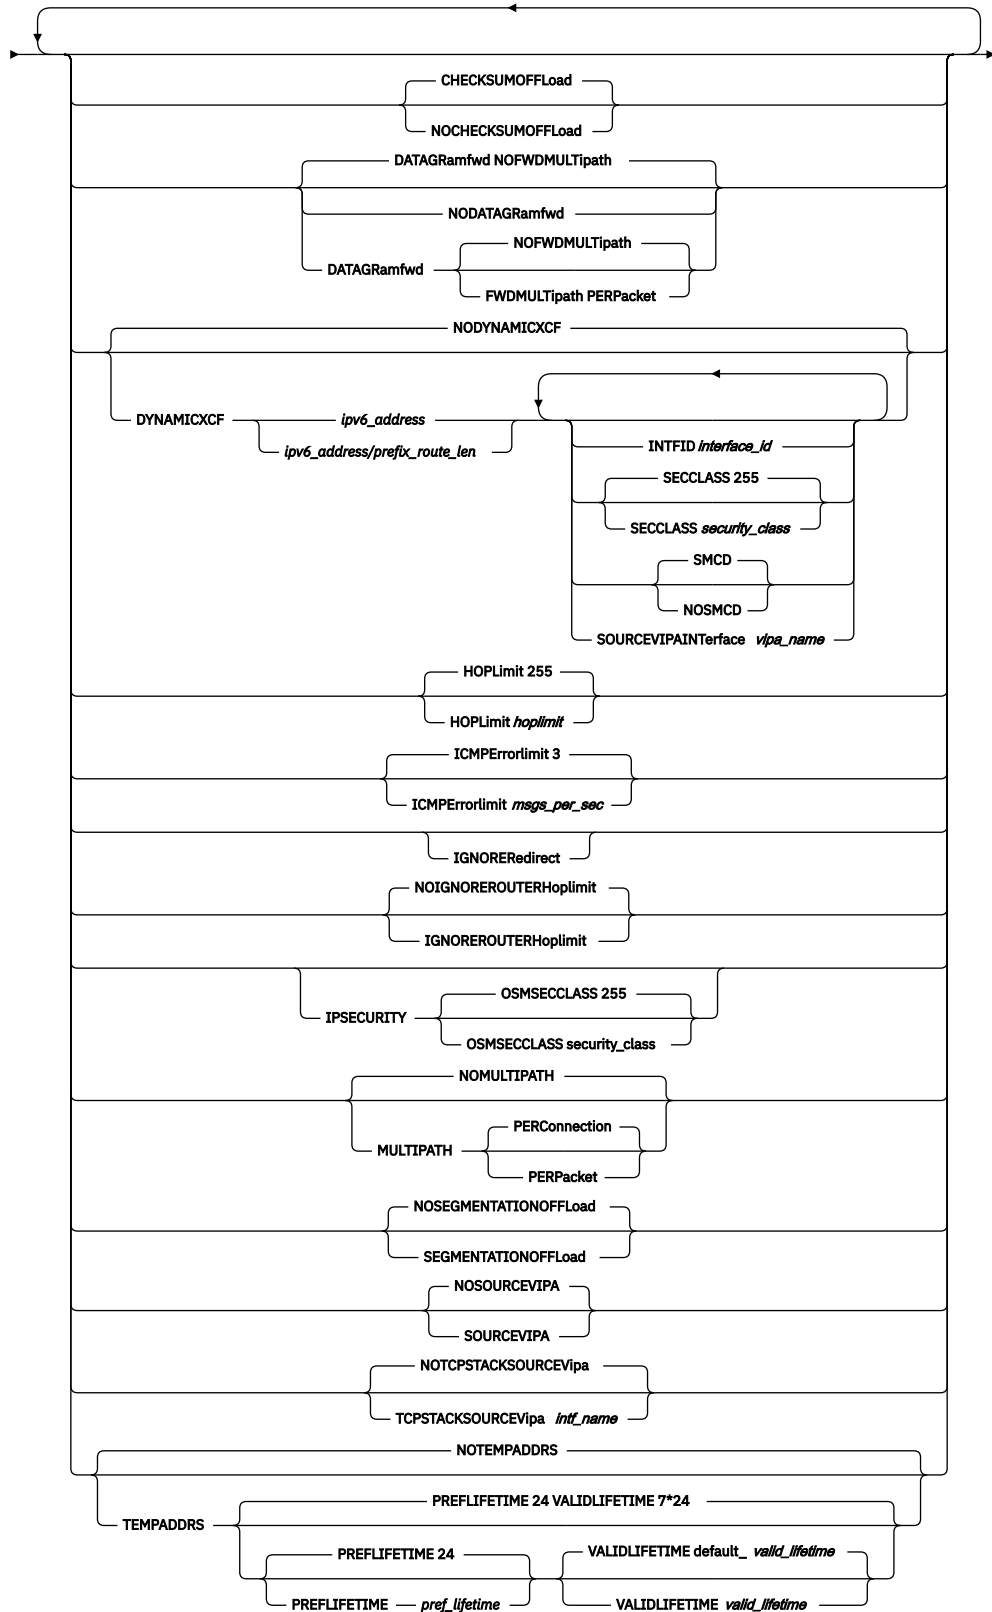 CHECKSUMOFFLoad
NOCHECKSUMOFFLoad
DATAGRamfwd NOFWDMULTipath
NODATAGRamfwd
NOFWDMULTipath
DATAGRamfwd
FWDMULTipath PERPacket
NODYNAMICXCF
DYNAMICXCF ipv6_address
ipv6_address/prefix_route_len
INTFID interface_id
SECCLASS 255
SECCLASS security_class
SMCD
NOSMCD
SOURCEVIPAINTerface vipa_name
HOPLimit 255
HOPLimit hoplimit
ICMPErrorlimit 3
ICMPErrorlimit msgs_per_sec
IGNORERedirect
NOIGNOREROUTERHoplimit
IGNOREROUTERHoplimit
OSMSECCLASS 255
IPSECURITY
OSMSECCLASS security_class
NOMULTIPATH
PERConnection
MULTIPATH
PERPacket
NOSEGMENTATIONOFFLoad
SEGMENTATIONOFFLoad
NOSOURCEVIPA
SOURCEVIPA
NOTCPSTACKSOURCEVipa
TCPSTACKSOURCEVipa intf_name
NOTEMPADDRS
PREFLIFETIME 24 VALIDLIFETIME 7*24
TEMPADDRS
PREFLIFETIME 24 VALIDLIFETIME default_ valid_lifetime
PREFLIFETIME pref_lifetime VALIDLIFETIME valid_lifetime